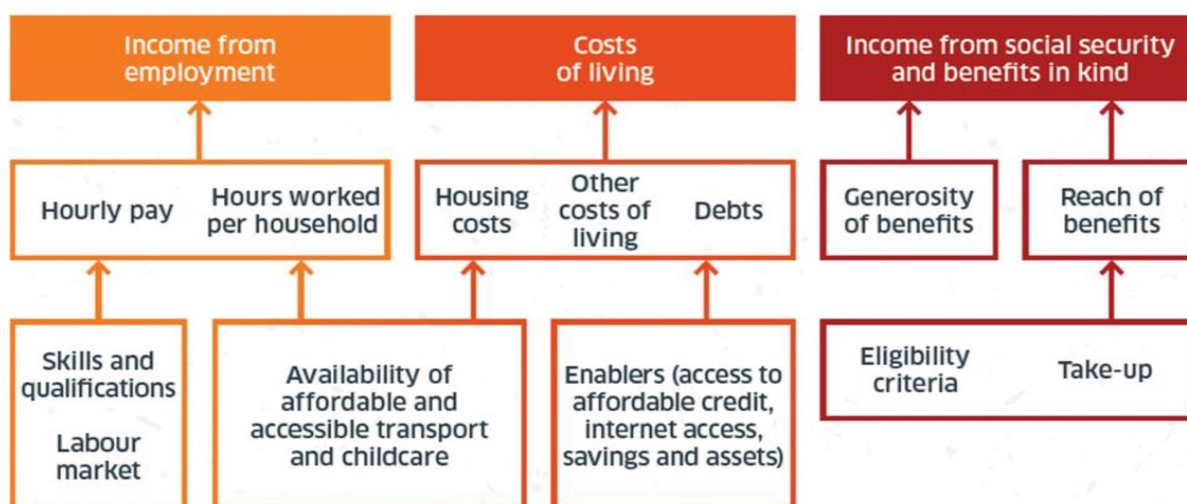 Income from
employment
Costs
of living
Income from social security
and benefits in kind
Hourly pay
Hours worked
per household
Housing
costs
Other
costs of
living
Debts
Generosity
of benefits
Reach of
benefits
Skills and
qualifications
Labour
market
Availability of
affordable and
accessible transport
and childcare
Enablers (access to
affordable credit,
internet access,
savings and assets)
Eligibility
criteria
Take-up